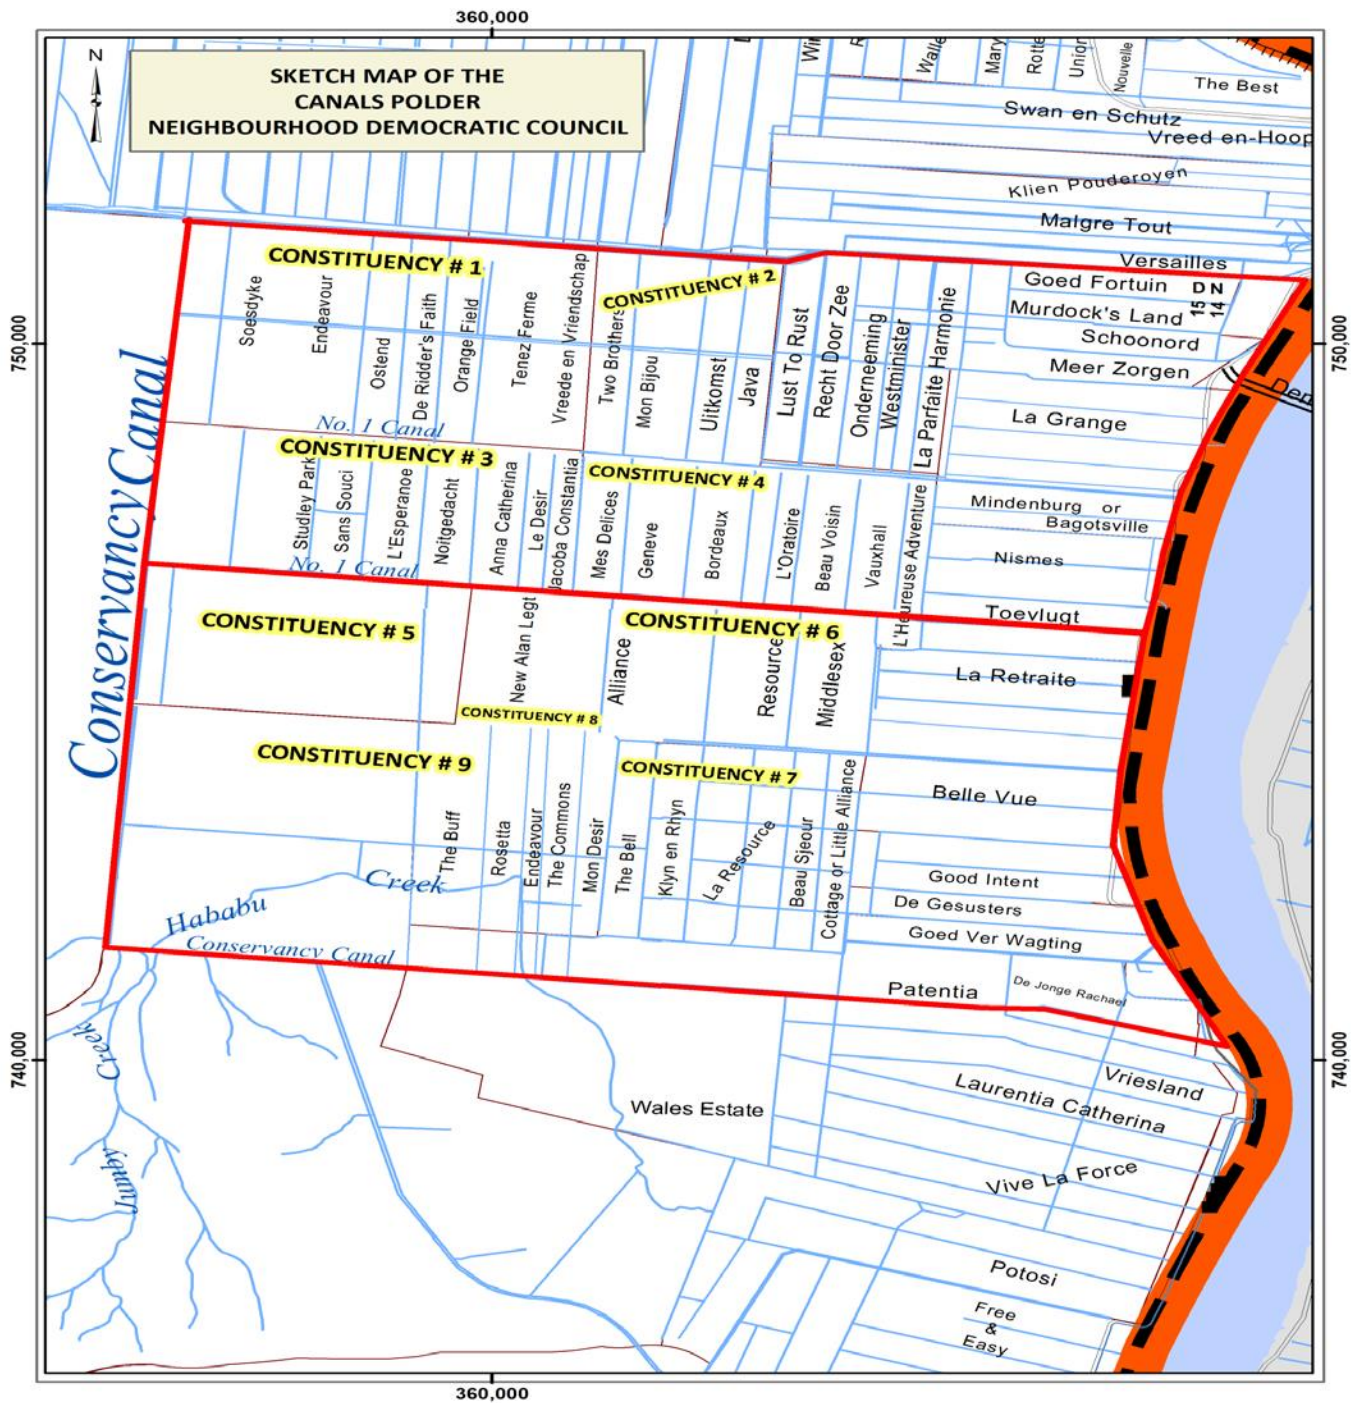 360,000
N
SKETCH MAP OF THE
CANALS POLDER
NEIGHBOURHOOD DEMOCRATIC COUNCIL
Walle
Mary
Rotte
Union
Nouvelle
The Best
Swan en Schutz
Vreed en-Hoop
Klien Pouderoyen
Malgre Tout
Versailles
CONSTITUENCY # 1
CONSTITUENCY # 2
Goed Fortuin
D N
15
14
Murdock's Land
Schoonord
Meer Zorgen
Dem
La Grange
Soesdyke
Endeavour
Ostend
De Ridder's Faith
Orange Field
Tenez Ferme
Vreede en Vriendschap
Two Brothers
Mon Bijou
Uitkomst
Java
Lust To Rust
Recht Door Zee
Onderneeming
Westminister
La Parfaite Harmonie
750,000
750,000
No. 1 Canal
CONSTITUENCY # 3
CONSTITUENCY # 4
Conservancy Canal
Studley Park
Sans Souci
L'Esperanoe
Noitgedacht
Anna Catherina
Le Desir
Jacoba Constantia
Mes Delices
Geneve
Bordeaux
L'Oratoire
Beau Voisin
Vauxhall
L'Heureuse Adventure
Mindenburg or
Bagotsville
Nismes
Toevlugt
No. 1 Canal
CONSTITUENCY # 5
CONSTITUENCY # 6
New Alan Legt
Alliance
Resource
Middlesex
La Retraite
CONSTITUENCY # 8
CONSTITUENCY # 9
CONSTITUENCY # 7
Belle Vue
The Buff
Rosetta
Endeavour
The Commons
Mon Desir
The Bell
Klyn en Rhyn
La Resource
Beau Sjeour
Cottage or Little Alliance
Good Intent
De Gesusters
Goed Ver Wagting
Hababu
Creek
Conservancy Canal
Patentia
De Jonge Rachael
740,000
740,000
Jumby
Creek
Wales Estate
Vriesland
Laurentia Catherina
Vive La Force
Potosi
Free
&
Easy
360,000